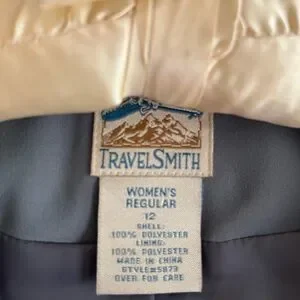 TRAVELSMITH
WOMEN'S
REGULAR
12
SHELL:
100% POLYESTER
LINING:
100% POLYESTER
MADE IN CHINA
STYLE#5873
OVER FOR CARE